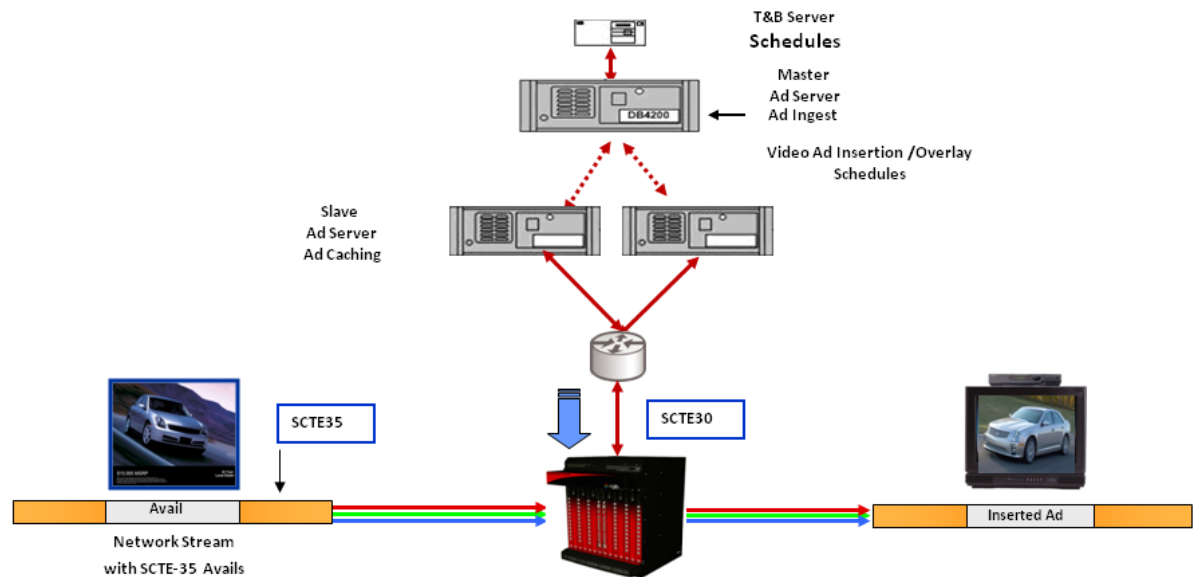 T&B Server
Schedules
Master
Ad Server
Ad Ingest
DB4200
Video Ad Insertion /Overlay
Schedules
Slave
Ad Server
Ad Caching
SCTE35
SCTE30
Avail
Inserted Ad
Network Stream
with SCTE-35 Avails